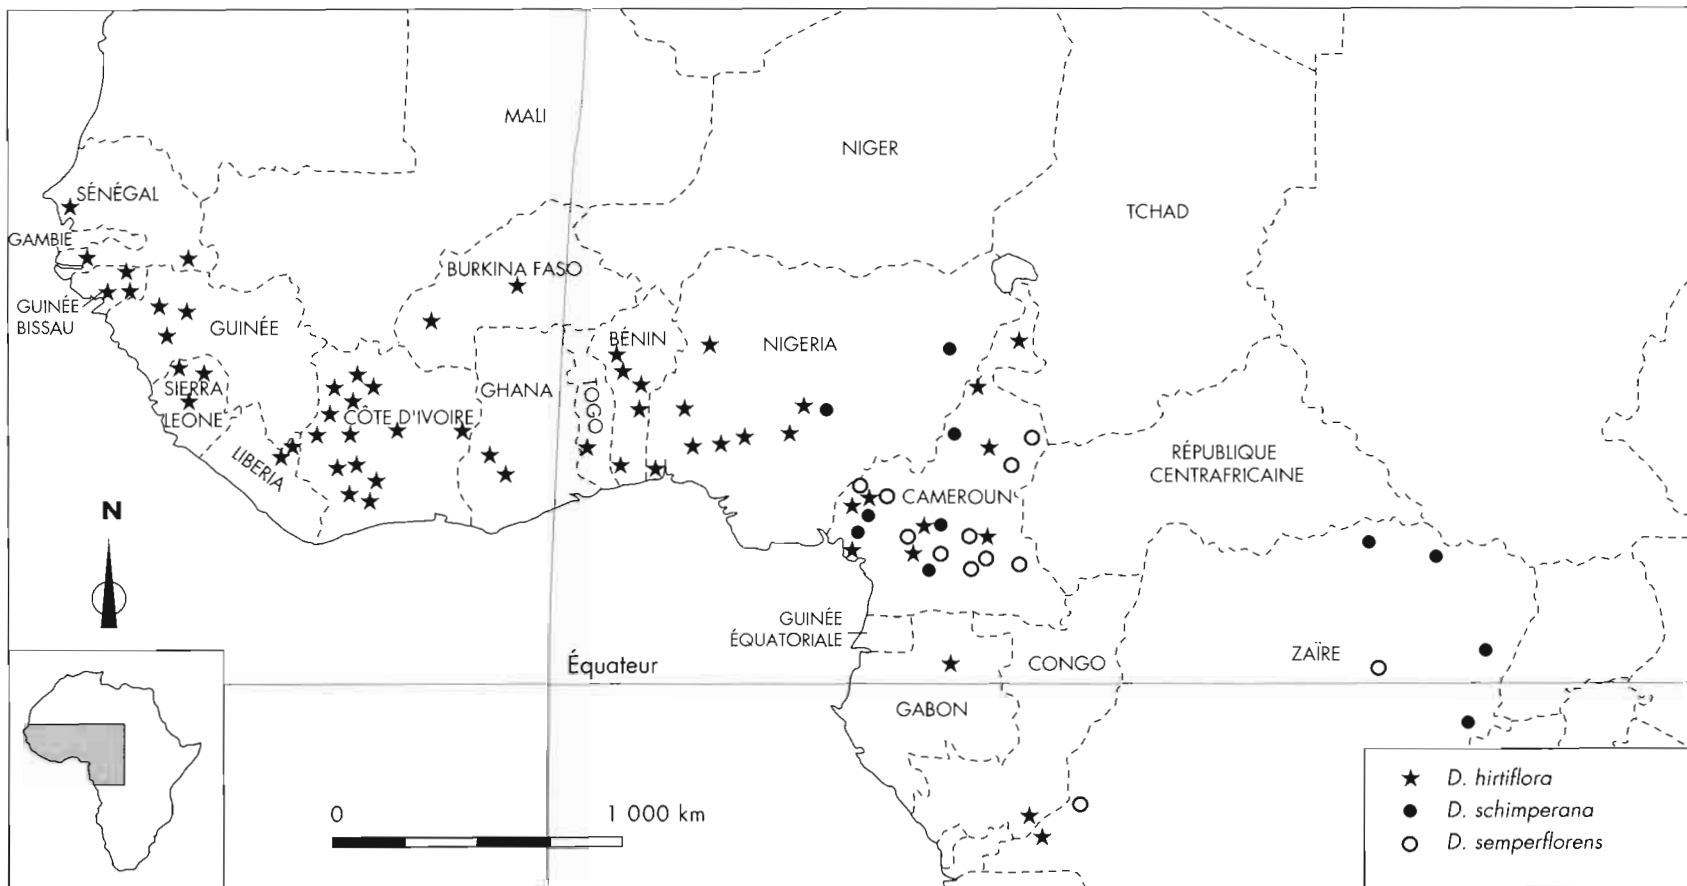 MALI
NIGER
SÉNÉGAL
TCHAD
GAMBIE
BURKINA FASO
GUINÉE
BISSAU
GUINÉE
BÉNIN
NIGERIA
SIERRA
LEONE
GHANA
TOGO
CÔTE D'IVOIRE
LIBERIA
RÉPUBLIQUE
CENTRAFRICAINE
CAMEROUN
N
GUINÉE
ÉQUATORIALE
Équateur
CONGO
ZAÏRE
GABON
0 1 000 km
D. hirtiflora
D. schimperana
D. semperflorens